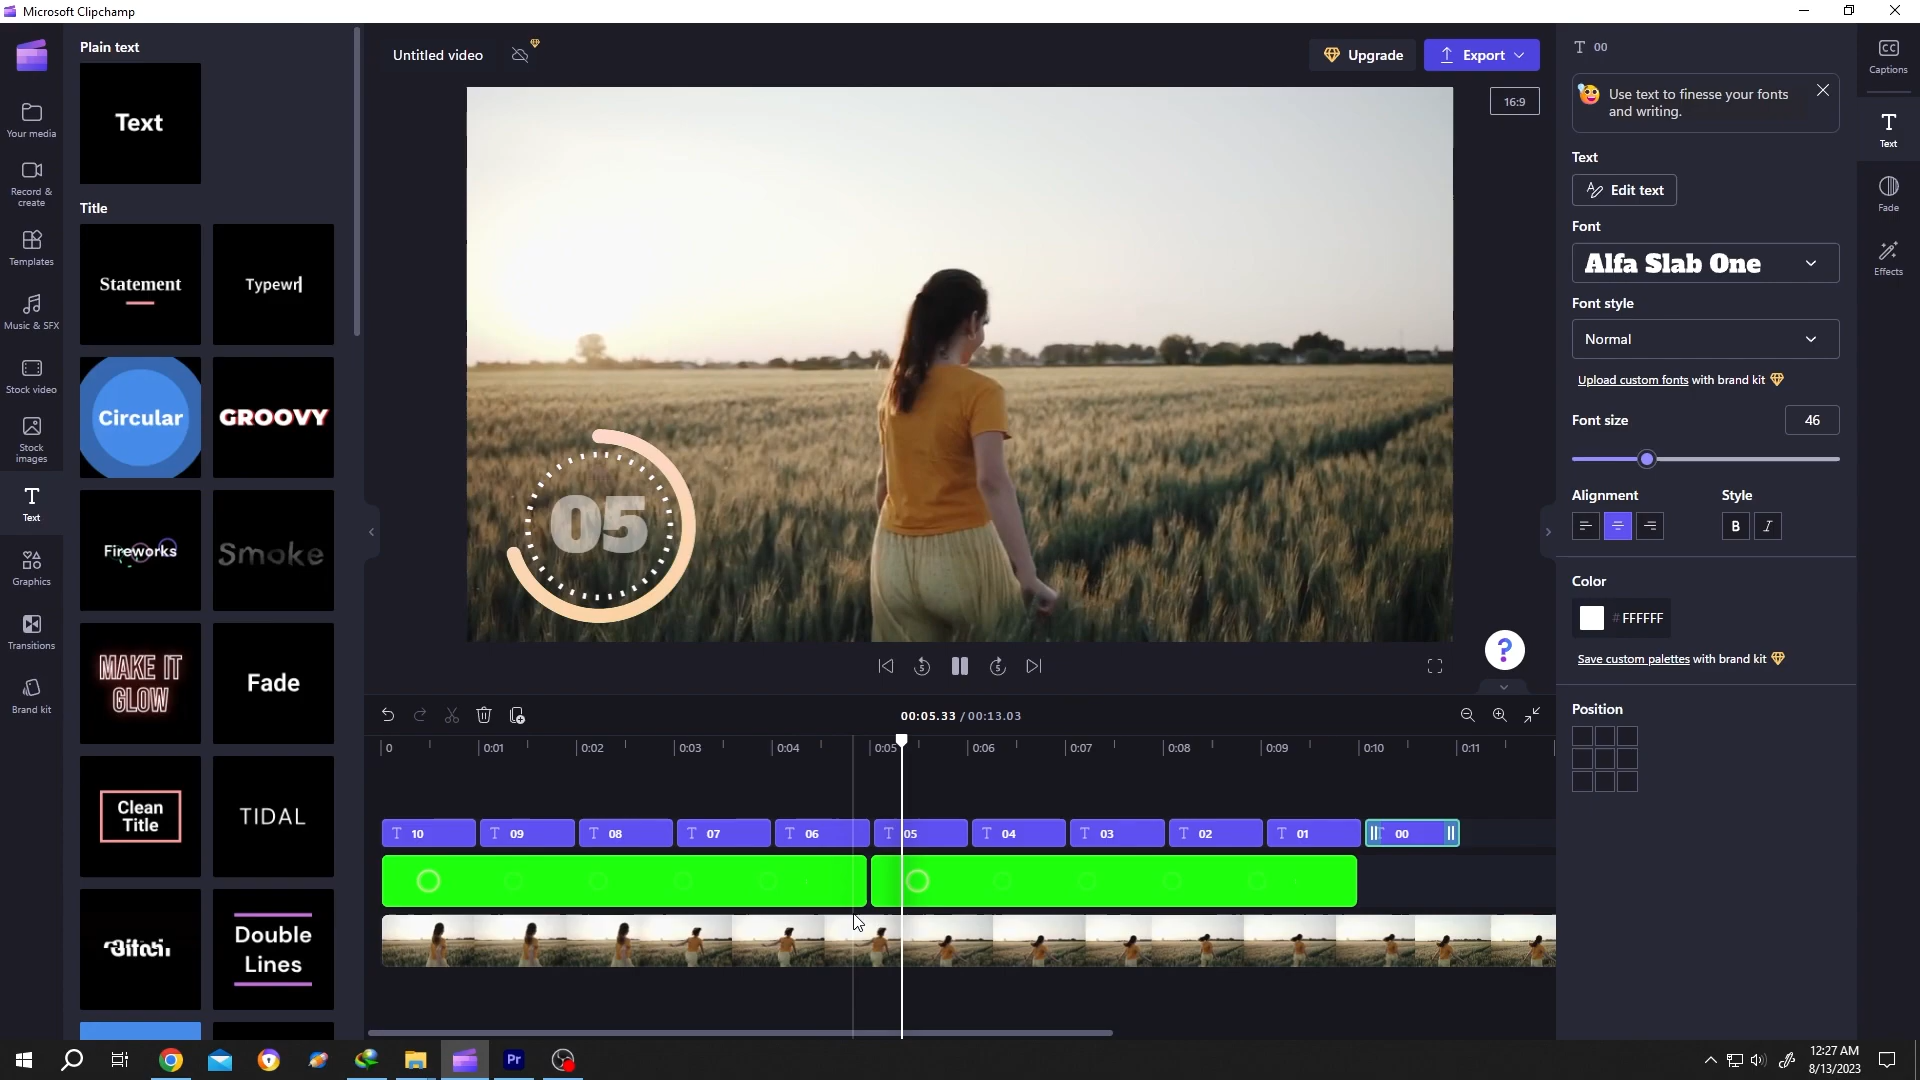 Microsoft Clipchamp
Your media
Record &
create
Templates
Music & SFX
Stock video
Stock
images
Text
Graphics
Transitions
Brand kit
Plain text
Text
Title
Statement
Typewr
Circular
GROOVY
Fireworks
Smoke
MAKE IT
GLOW
Fade
Clean
Title
TIDAL
Glitch
Double
Lines
Untitled video
Upgrade
Export
16:9
05
?
00:05.33 / 00:13.03
0
0:01
0:02
0:03
0:04
0:05
0:06
0:07
0:08
0:09
0:10
0:11
T 10
T 09
T 08
T 07
T 06
T 05
T 04
T 03
T 02
T 01
T 00
T 00
Use text to finesse your fonts
and writing.
Text
Edit text
Font
Alfa Slab One
Font style
Normal
Upload custom fonts with brand kit
Font size
46
Alignment
Style
B
I
Color
# FFFFFF
Save custom palettes with brand kit
Position
CC
Captions
Text
Fade
Effects
Pr
12:27 AM
8/13/2023